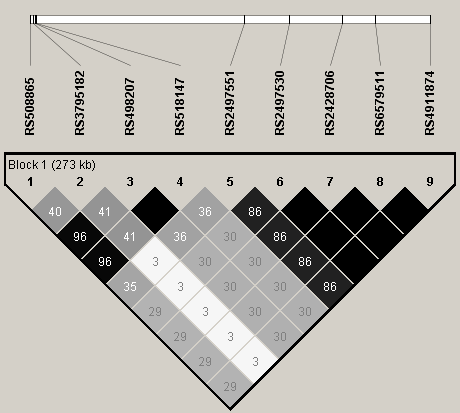 RS508865
RS3795182
RS498207
RS518147
RS2497551
RS2497530
RS2428706
RS6579511
RS4911874
Block 1 (273 kb)
1 2 3 4 5 6 7 8 9
40 41 36 86
96 41 36 30 86
96 3 30 30 86
35 3 30 30 86
29 3 30 30
29 3 30
29 3
29